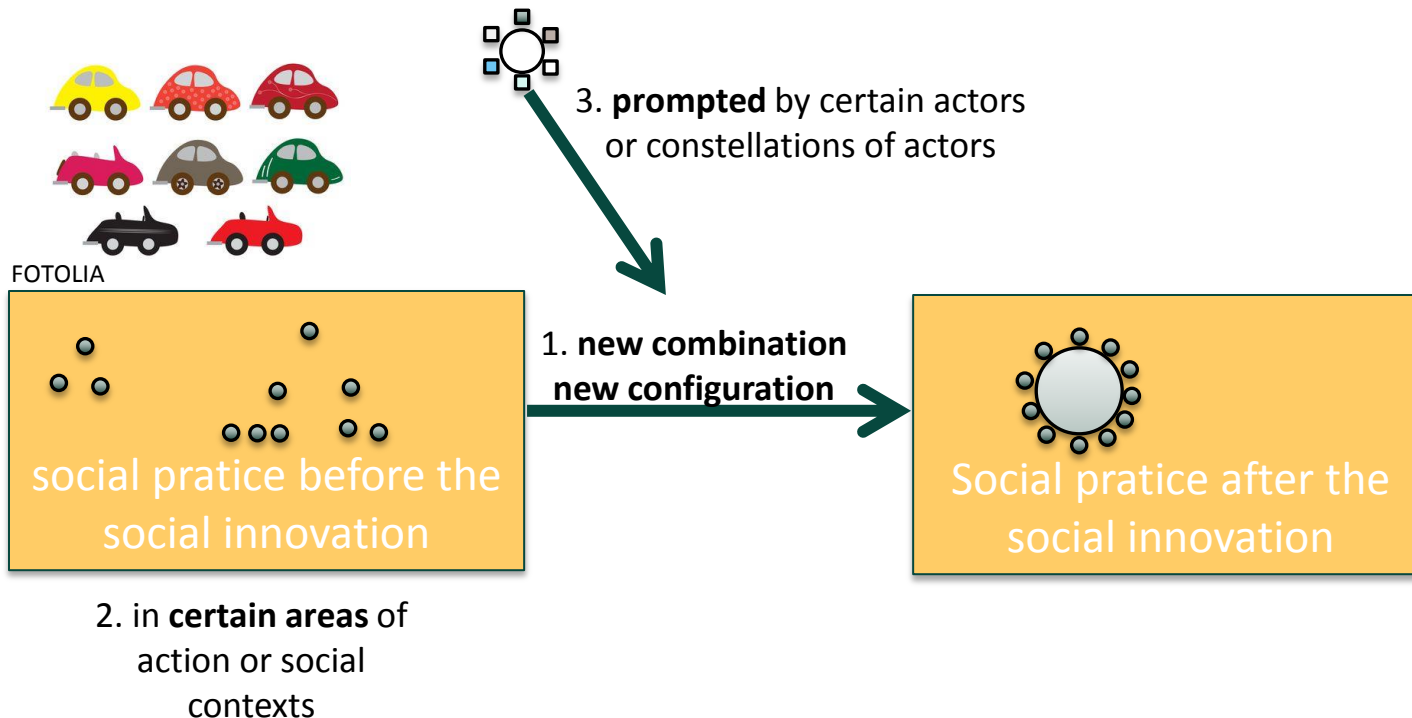 3. prompted by certain actors
or constellations of actors
FOTOLIA
1. new combination
new configuration
social pratice before the
social innovation
Social pratice after the
social innovation
2. in certain areas of
action or social
contexts